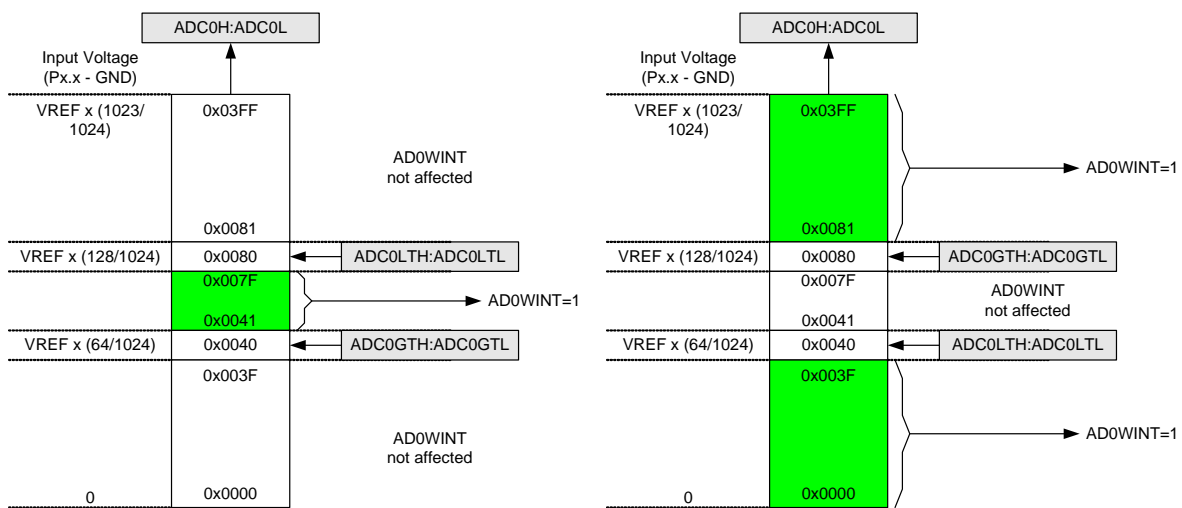 ADC0H:ADC0L
Input Voltage
(Px.x - GND)
VREF x (1023/
1024)
0x03FF
AD0WINT
not affected
0x0081
VREF x (128/1024)
0x0080
ADC0LTH:ADC0LTL
0x007F
AD0WINT=1
0x0041
VREF x (64/1024)
0x0040
ADC0GTH:ADC0GTL
0x003F
AD0WINT
not affected
0
0x0000
ADC0H:ADC0L
Input Voltage
(Px.x - GND)
VREF x (1023/
1024)
0x03FF
AD0WINT=1
0x0081
VREF x (128/1024)
0x0080
ADC0GTH:ADC0GTL
0x007F
AD0WINT
not affected
0x0041
VREF x (64/1024)
0x0040
ADC0LTH:ADC0LTL
0x003F
AD0WINT=1
0
0x0000